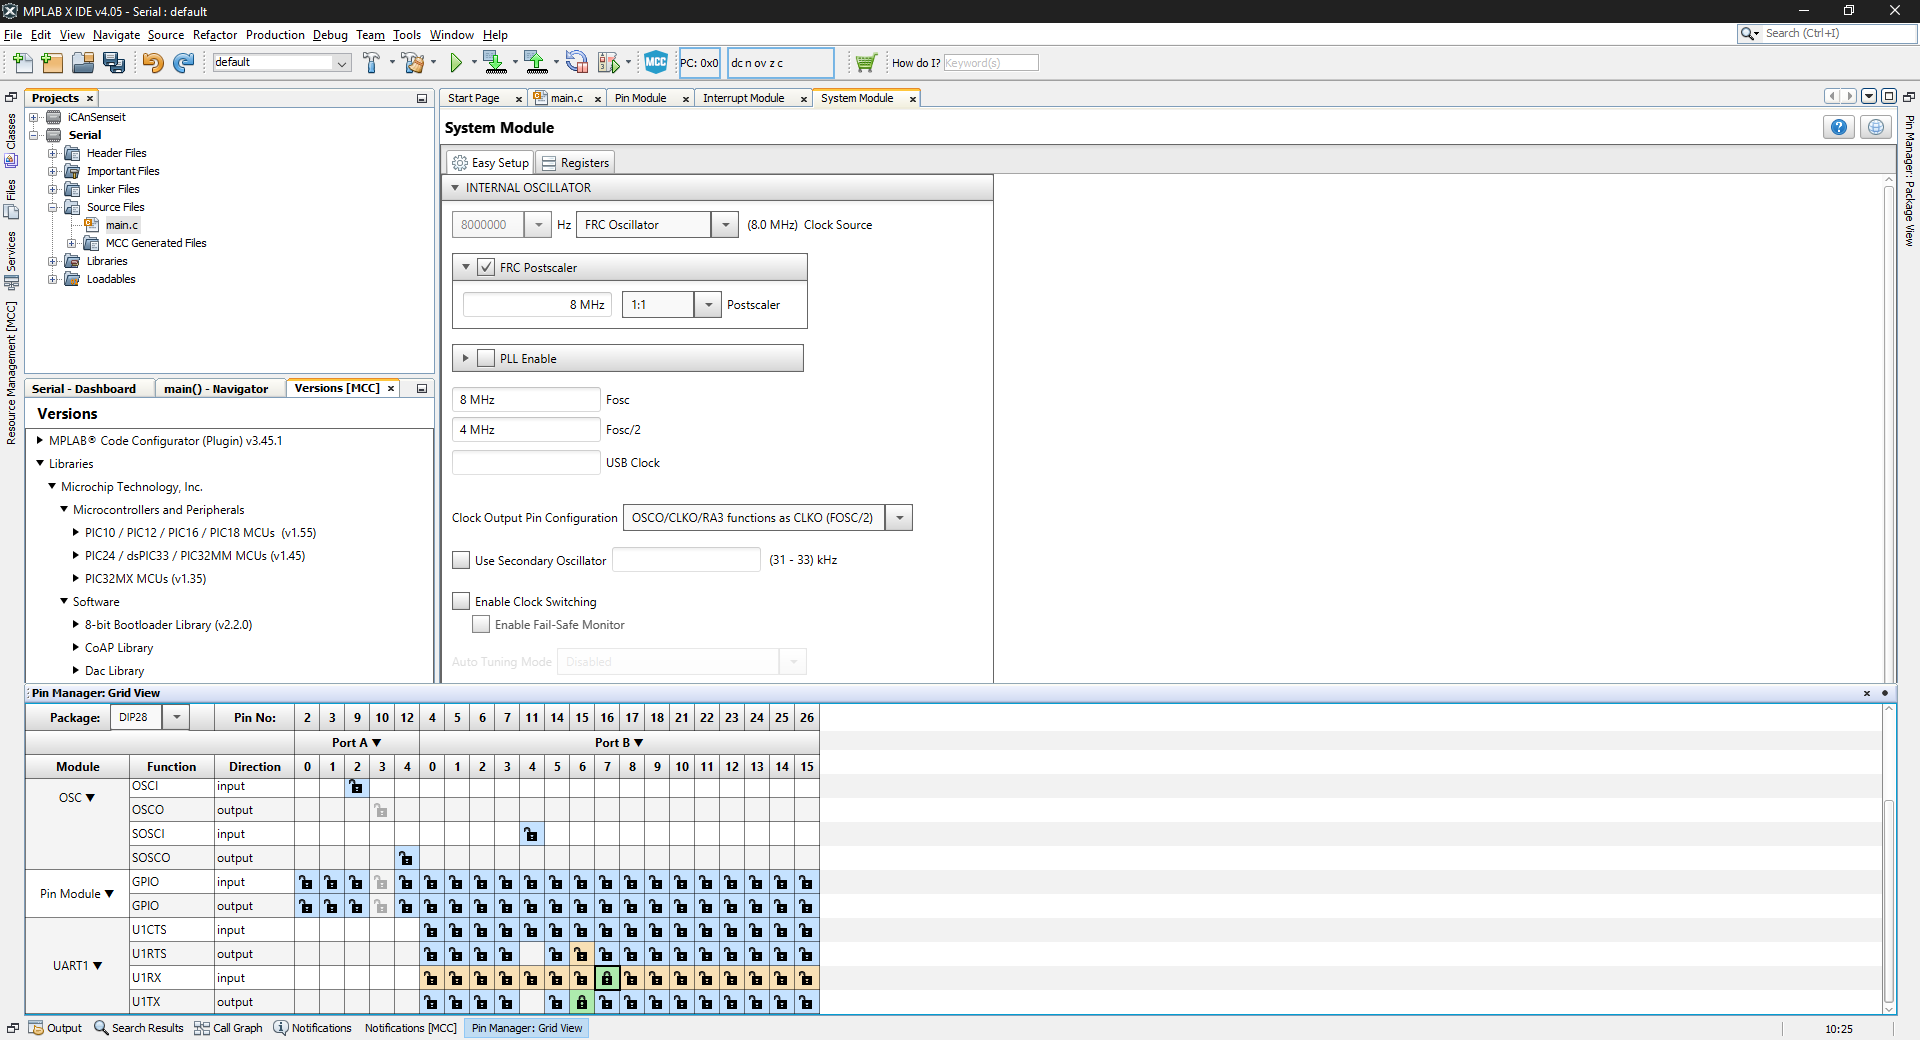 MPLAB X IDE v4.05 - Serial : default
File Edit View Navigate Source Refactor Production Debug Team Tools Window Help
Search (Ctrl+I)
default
MCC
PC: 0x0
dc n ov z c
How do I? Keyword(s)
Projects
Classes
Files
Services
Resource Management [MCC]
iCAnSenseit
Serial
Header Files
Important Files
Linker Files
Source Files
main.c
MCC Generated Files
Libraries
Loadables
Serial - Dashboard
main() - Navigator
Versions [MCC]
Versions
MPLAB® Code Configurator (Plugin) v3.45.1
Libraries
Microchip Technology, Inc.
Microcontrollers and Peripherals
PIC10 / PIC12 / PIC16 / PIC18 MCUs (v1.55)
PIC24 / dsPIC33 / PIC32MM MCUs (v1.45)
PIC32MX MCUs (v1.35)
Software
8-bit Bootloader Library (v2.2.0)
CoAP Library
Dac Library
Start Page
main.c
Pin Module
Interrupt Module
System Module
System Module
Easy Setup
Registers
INTERNAL OSCILLATOR
8000000 Hz FRC Oscillator (8.0 MHz) Clock Source
FRC Postscaler
8 MHz 1:1 Postscaler
PLL Enable
8 MHz Fosc
4 MHz Fosc/2
USB Clock
Clock Output Pin Configuration OSCO/CLKO/RA3 functions as CLKO (FOSC/2)
Use Secondary Oscillator (31 - 33) kHz
Enable Clock Switching
Enable Fail-Safe Monitor
Auto Tuning Mode Disabled
Pin Manager: Package View
Pin Manager: Grid View
Package: DIP28 Pin No: 2 3 9 10 12 4 5 6 7 11 14 15 16 17 18 21 22 23 24 25 26
Port A ▼ Port B ▼
Module Function Direction 0 1 2 3 4 0 1 2 3 4 5 6 7 8 9 10 11 12 13 14 15
OSC ▼
OSCI input
OSCO output
SOSCI input
SOSCO output
Pin Module ▼
GPIO input
GPIO output
UART1 ▼
U1CTS input
U1RTS output
U1RX input
U1TX output
Output
Search Results
Call Graph
Notifications
Notifications [MCC]
Pin Manager: Grid View
10:25